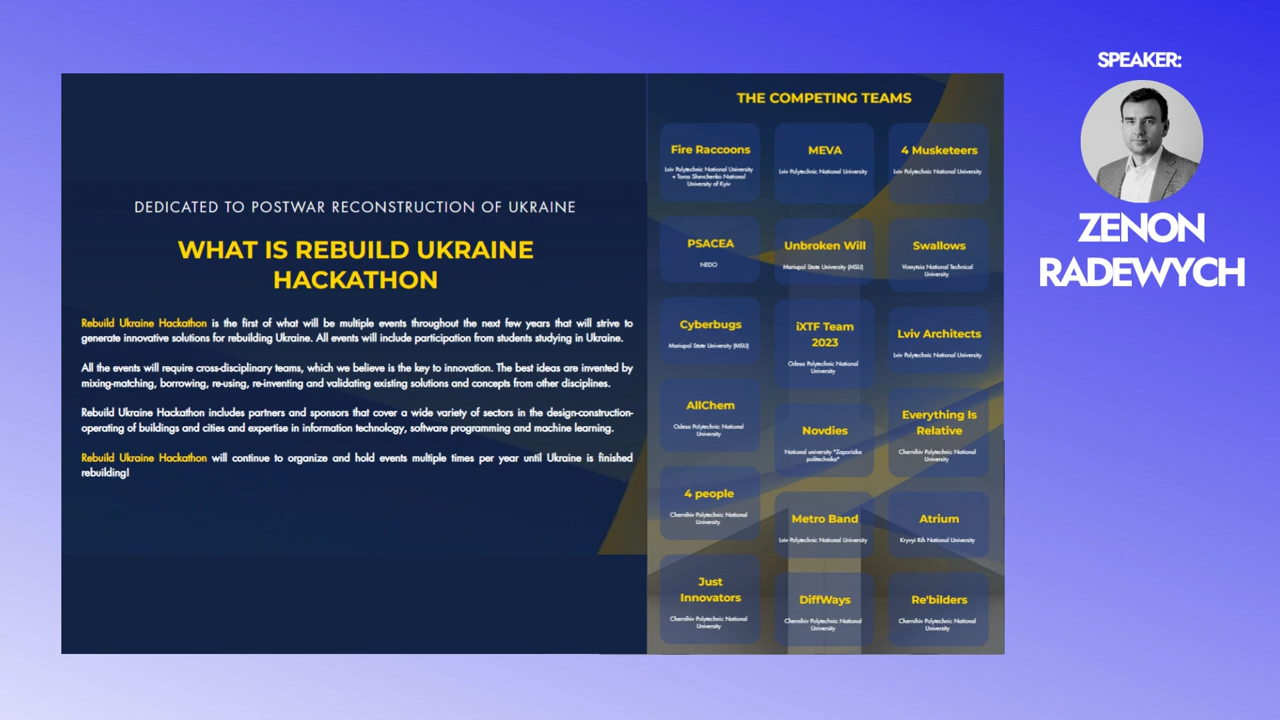 DEDICATED TO POSTWAR RECONSTRUCTION OF UKRAINE
WHAT IS REBUILD UKRAINE
HACKATHON
Rebuild Ukraine Hackathon is the first of what will be multiple events throughout the next few years that will strive to
generate innovative solutions for rebuilding Ukraine. All events will include participation from students studying in Ukraine.
All the events will require cross-disciplinary teams, which we believe is the key to innovation. The best ideas are invented by
mixing-matching, borrowing, re-using, re-inventing and validating existing solutions and concepts from other disciplines.
Rebuild Ukraine Hackathon includes partners and sponsors that cover a wide variety of sectors in the design-construction-
operating of buildings and cities and expertise in information technology, software programming and machine learning.
Rebuild Ukraine Hackathon will continue to organize and hold events multiple times per year until Ukraine is finished
rebuilding!
THE COMPETING TEAMS
Fire Raccoons
Lviv Polytechnic National University
+ Taras Shevchenko National
University of Kyiv
MEVA
Lviv Polytechnic National University
4 Musketeers
Lviv Polytechnic National University
PSACEA
NEDO
Unbroken Will
Mariupol State University (MSU)
Swallows
Vinnytsia National Technical
University
Cyberbugs
Mariupol State University (MSU)
iXTF Team
2023
Odesa Polytechnic National
University
Lviv Architects
Lviv Polytechnic National University
AllChem
Odesa Polytechnic National
University
Novdies
National university "Zaporizka
politechnika"
Everything Is
Relative
Chernihiv Polytechnic National
University
4 people
Chernihiv Polytechnic National
University
Metro Band
Lviv Polytechnic National University
Atrium
Kryvyi Rih National University
Just
Innovators
Chernihiv Polytechnic National
University
DiffWays
Chernihiv Polytechnic National
University
Re'bilders
Chernihiv Polytechnic National
University
SPEAKER:
ZENON
RADEWYCH